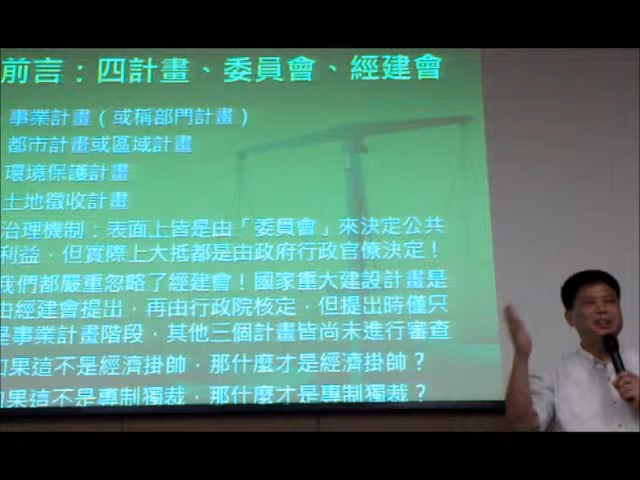 前言：四計畫、委員會、經建會
事業計畫（或稱部門計畫）
都市計畫或區域計畫
環境保護計畫
土地徵收計畫
治理機制：表面上皆是由「委員會」來決定公共
利益，但實際上大抵都是由政府行政官僚決定！
我們都嚴重忽略了經建會！國家重大建設計畫是
由經建會提出，再由行政院核定，但提出時僅只
是事業計畫階段，其他三個計畫皆尚未進行審查
如果這不是經濟掛帥，那什麼才是經濟掛帥？
如果這不是專制獨裁，那什麼才是專制獨裁？